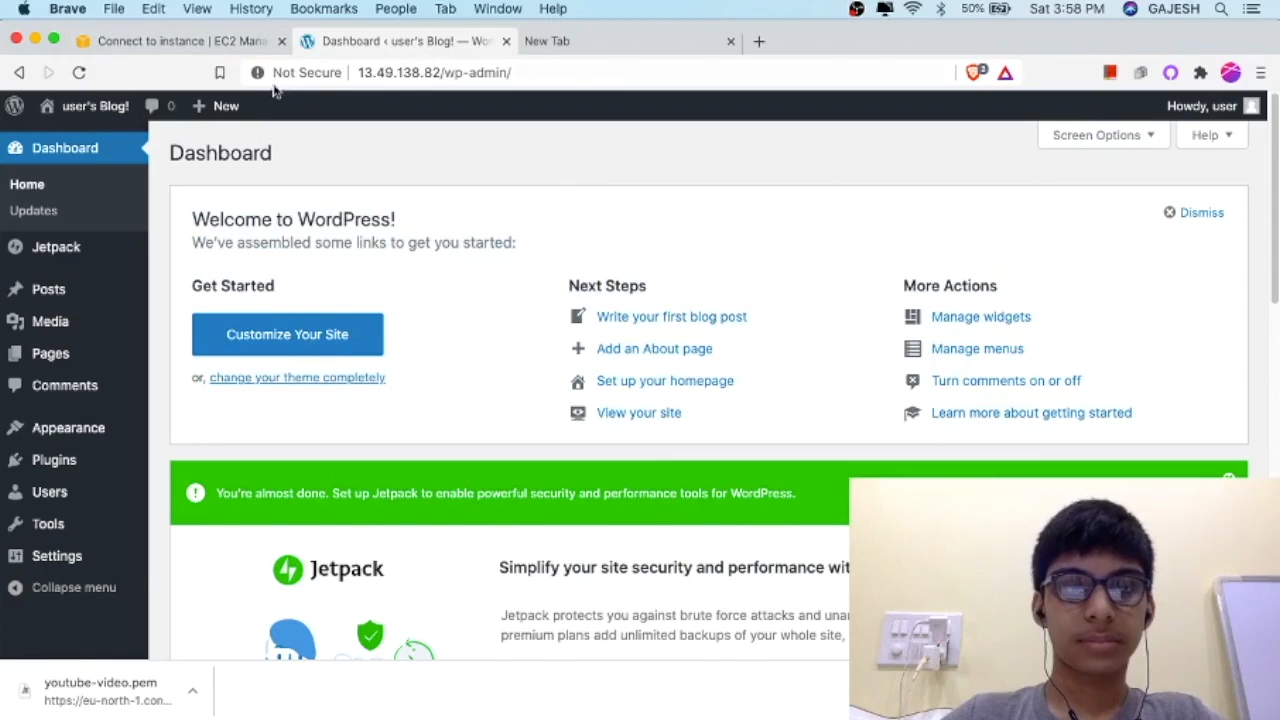 Brave File Edit View History Bookmarks People Tab Window Help 50% Sat 3:58 PM GAJESH
Connect to instance | EC2 Mana Dashboard ‹ user's Blog! — Wor New Tab
Not Secure 13.49.138.82/wp-admin/
user's Blog! 0 New Howdy, user
Screen Options Help
Dashboard
Home
Updates
Jetpack
Posts
Media
Pages
Comments
Appearance
Plugins
Users
Tools
Settings
Collapse menu
Dashboard
Welcome to WordPress! Dismiss
We've assembled some links to get you started:
Get Started
Customize Your Site
or, change your theme completely
Next Steps
Write your first blog post
Add an About page
Set up your homepage
View your site
More Actions
Manage widgets
Manage menus
Turn comments on or off
Learn more about getting started
You're almost done. Set up Jetpack to enable powerful security and performance tools for WordPress.
Jetpack
Simplify your site security and performance wit
Jetpack protects you against brute force attacks and unau
premium plans add unlimited backups of your whole site,
youtube-video.pem
https://eu-north-1.con...